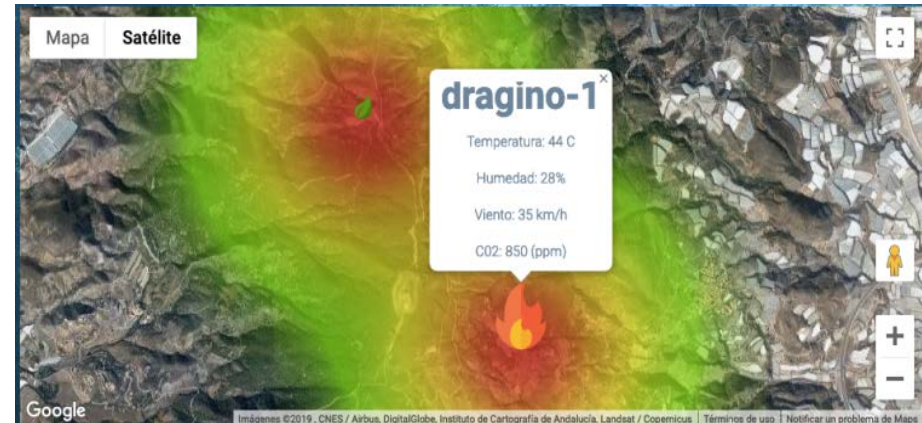 Mapa
Satélite
dragino-1
×
Temperatura: 44 C
Humedad: 28%
Viento: 35 km/h
C02: 850 (ppm)
+
−
Google
Imágenes ©2019 , CNES / Airbus, DigitalGlobe, Instituto de Cartografía de Andalucía, Landsat / Copernicus
Términos de uso
Notificar un problema de Maps